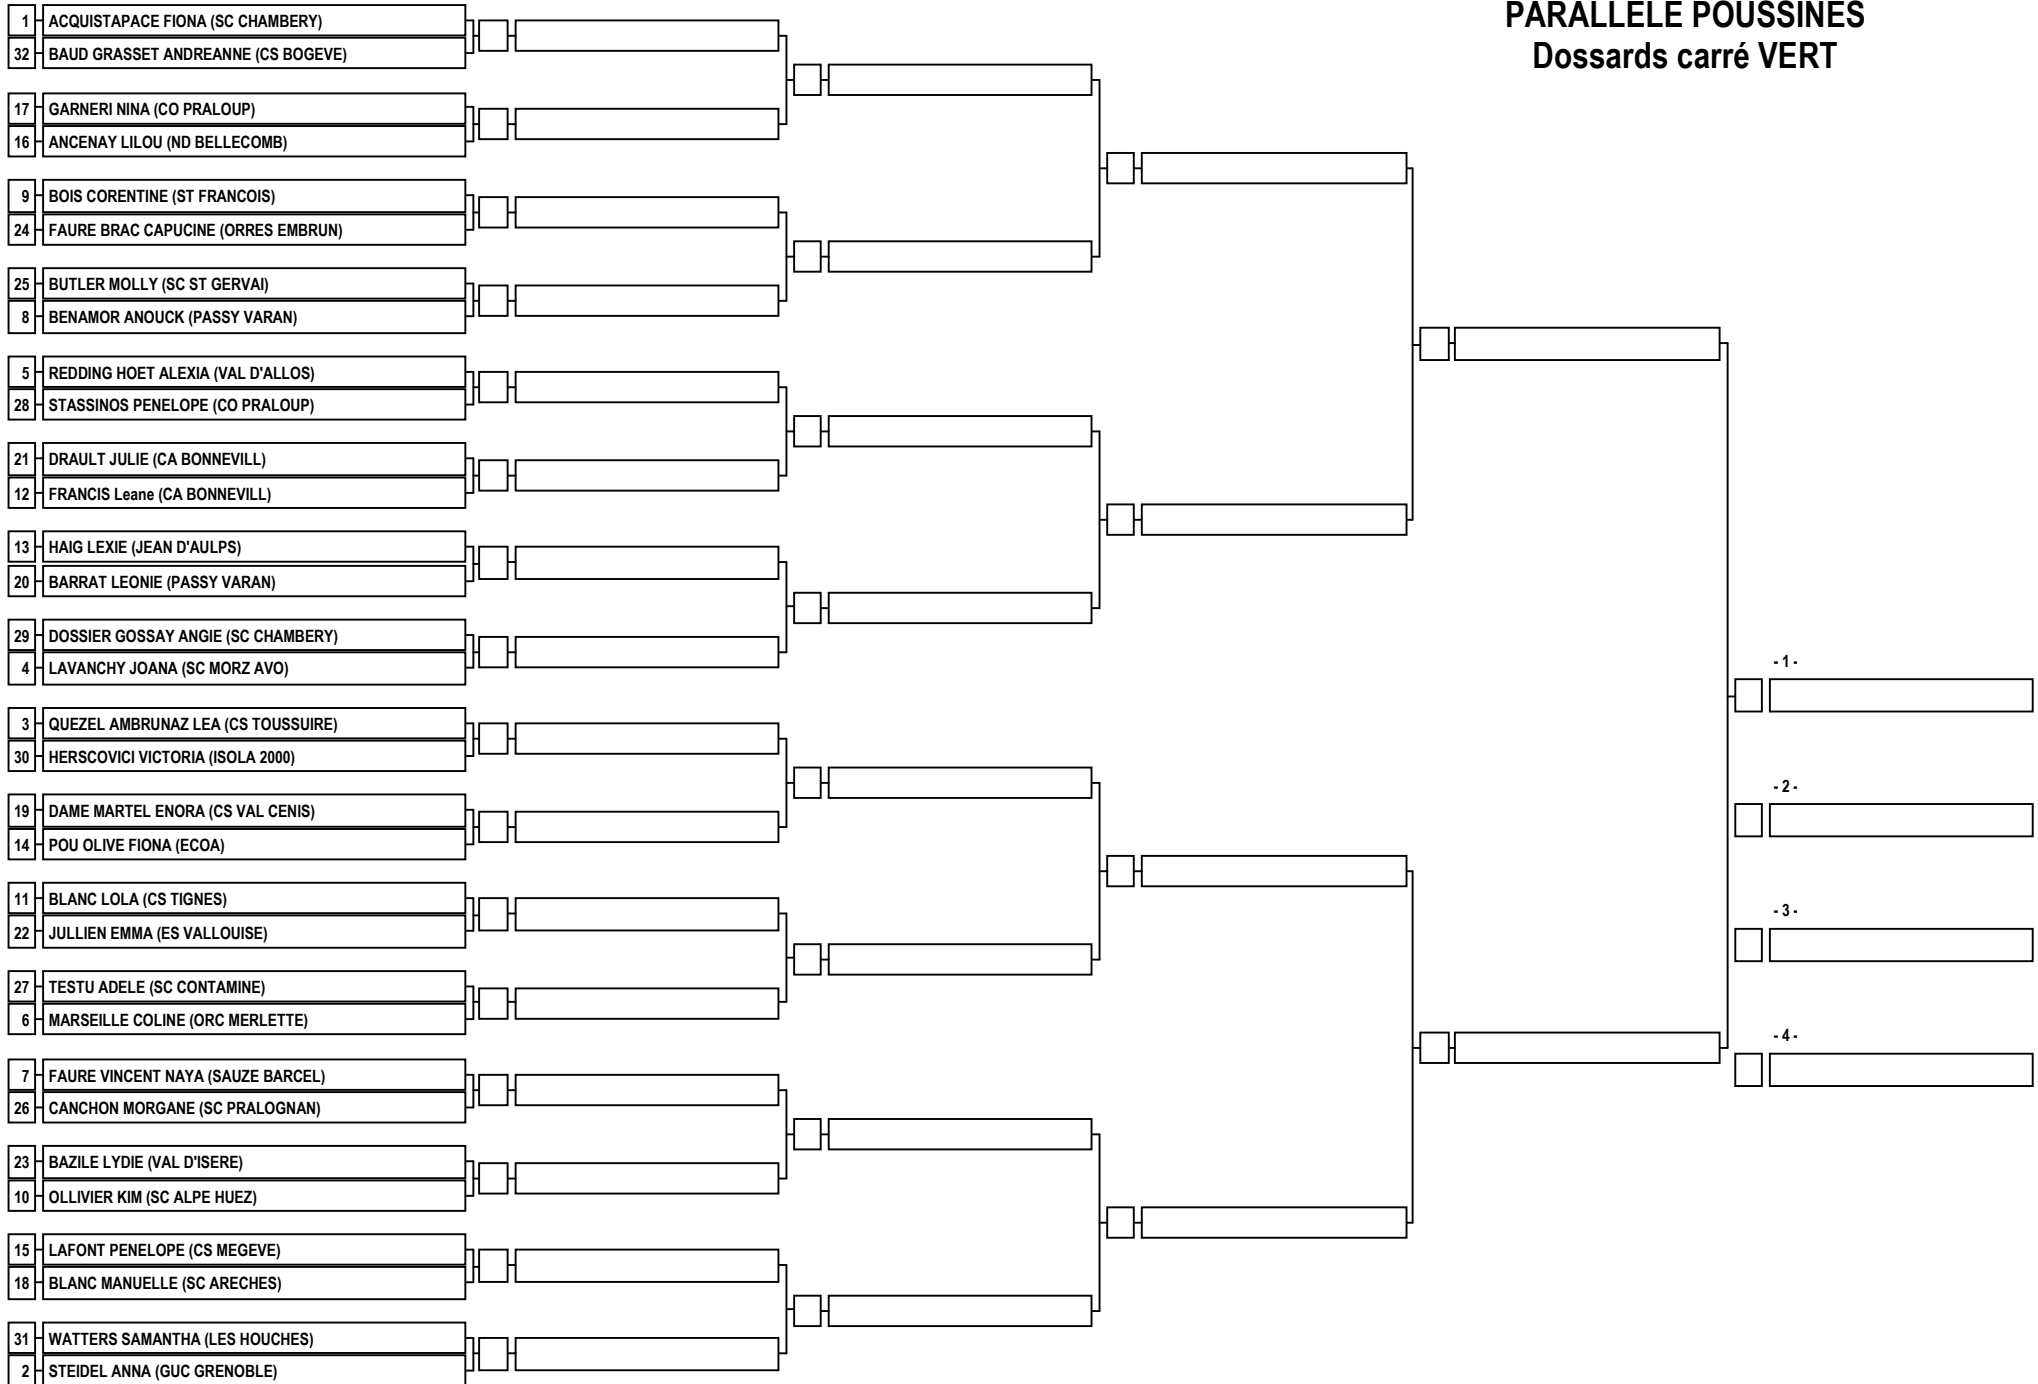 PARALLELE POUSSINES
Dossards carré VERT
1 ACQUISTAPACE FIONA (SC CHAMBERY)
32 BAUD GRASSET ANDREANNE (CS BOGEVE)
17 GARNERI NINA (CO PRALOUP)
16 ANCENAY LILOU (ND BELLECOMB)
9 BOIS CORENTINE (ST FRANCOIS)
24 FAURE BRAC CAPUCINE (ORRES EMBRUN)
25 BUTLER MOLLY (SC ST GERVAI)
8 BENAMOR ANOUCK (PASSY VARAN)
5 REDDING HOET ALEXIA (VAL D'ALLOS)
28 STASSINOS PENELOPE (CO PRALOUP)
21 DRAULT JULIE (CA BONNEVILL)
12 FRANCIS Leane (CA BONNEVILL)
13 HAIG LEXIE (JEAN D'AULPS)
20 BARRAT LEONIE (PASSY VARAN)
29 DOSSIER GOSSAY ANGIE (SC CHAMBERY)
4 LAVANCHY JOANA (SC MORZ AVO)
3 QUEZEL AMBRUNAZ LEA (CS TOUSSUIRE)
30 HERSCOVICI VICTORIA (ISOLA 2000)
19 DAME MARTEL ENORA (CS VAL CENIS)
14 POU OLIVE FIONA (ECOA)
11 BLANC LOLA (CS TIGNES)
22 JULLIEN EMMA (ES VALLOUISE)
27 TESTU ADELE (SC CONTAMINE)
6 MARSEILLE COLINE (ORC MERLETTE)
7 FAURE VINCENT NAYA (SAUZE BARCEL)
26 CANCHON MORGANE (SC PRALOGNAN)
23 BAZILE LYDIE (VAL D'ISERE)
10 OLLIVIER KIM (SC ALPE HUEZ)
15 LAFONT PENELOPE (CS MEGEVE)
18 BLANC MANUELLE (SC ARECHES)
31 WATTERS SAMANTHA (LES HOUCHES)
2 STEIDEL ANNA (GUC GRENOBLE)
- 1 -
- 2 -
- 3 -
- 4 -